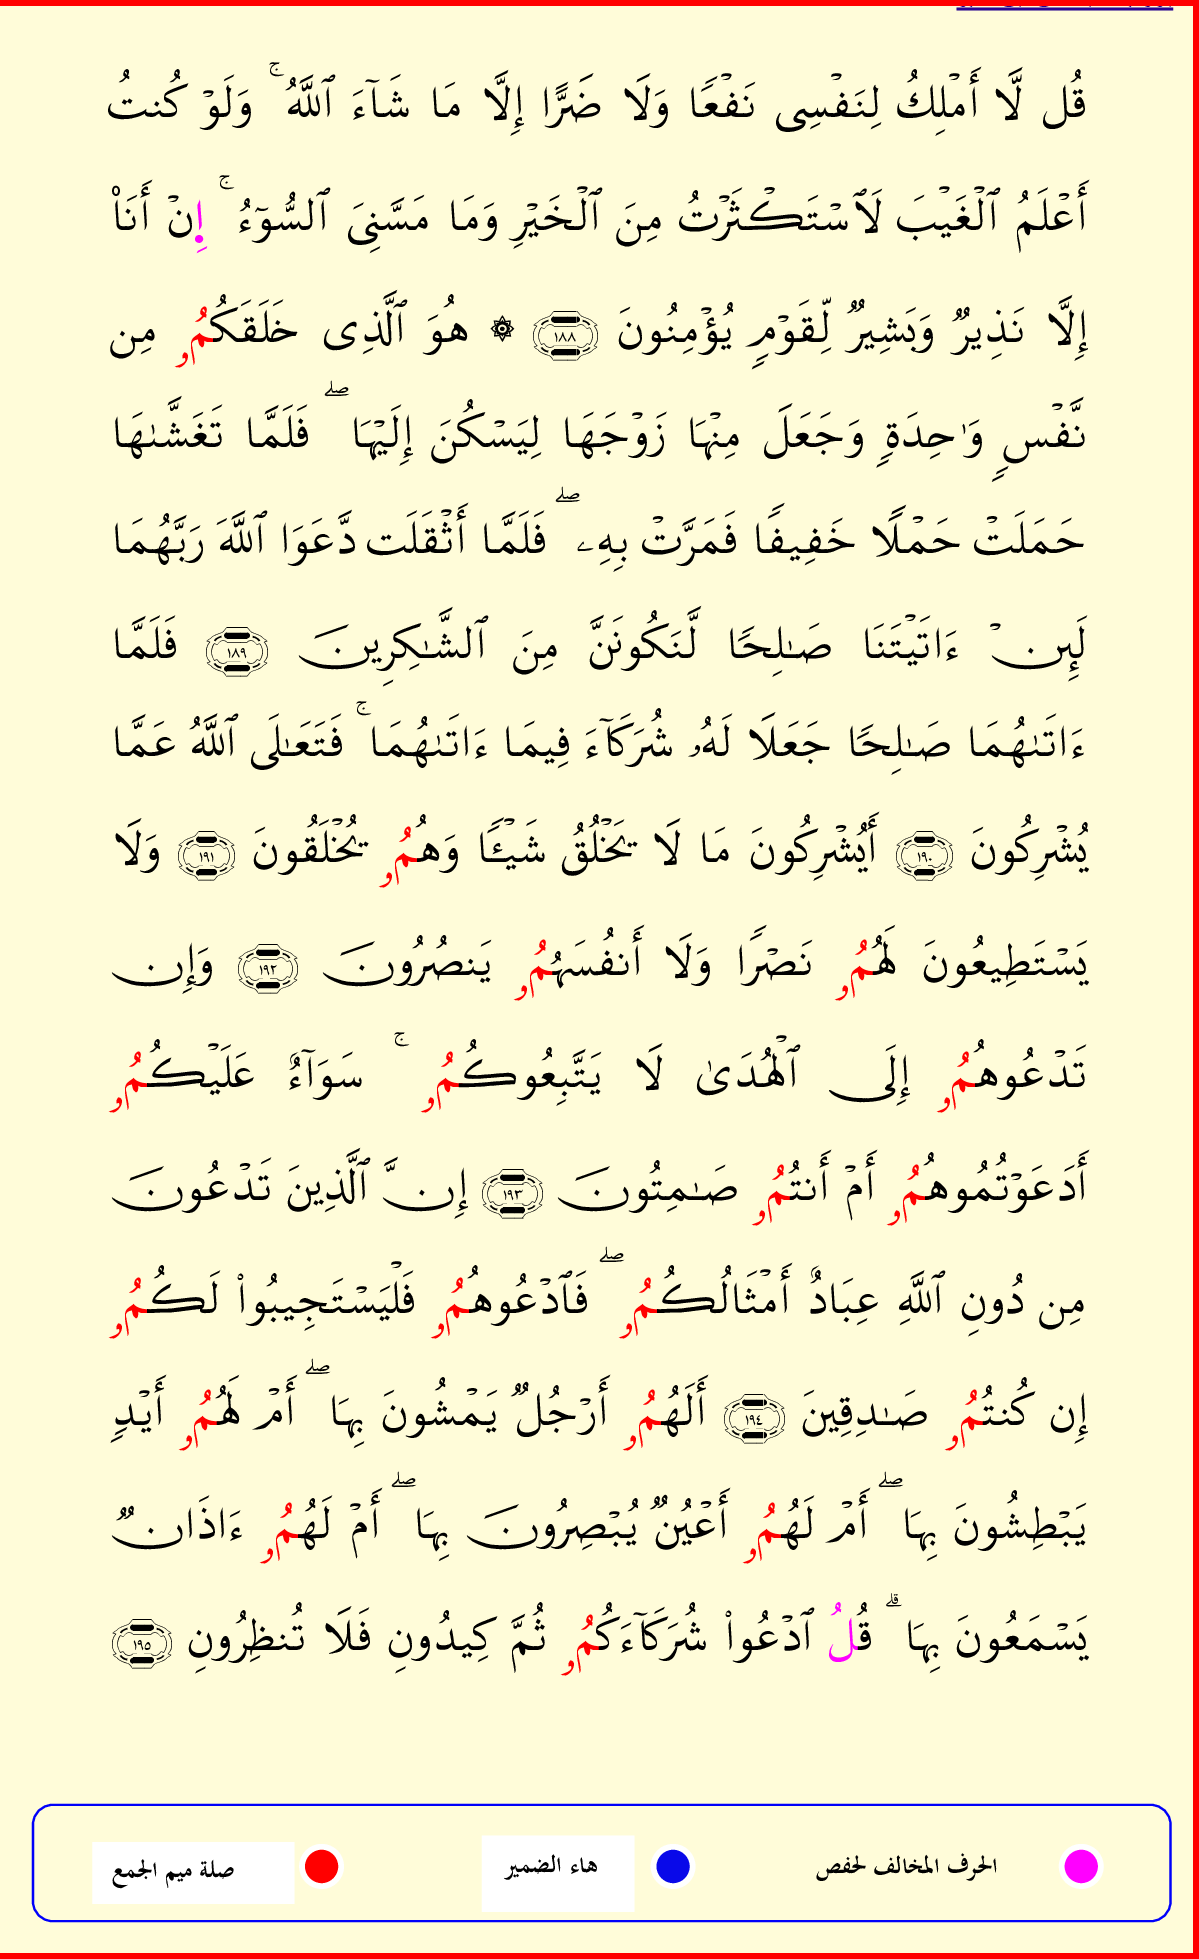 قُل لَّا أَمْلِكُ لِنَفْسِى نَفْعًا وَلَا ضَرًّا إِلَّا مَا شَآءَ ٱللَّهُ ۚ وَلَوْ كُنتُ
أَعْلَمُ ٱلْغَيْبَ لَٱسْتَكْثَرْتُ مِنَ ٱلْخَيْرِ وَمَا مَسَّنِىَ ٱلسُّوٓءُ ۚ إِنْ أَنَا۠
إِلَّا نَذِيرٌ وَبَشِيرٌ لِّقَوْمٍ يُؤْمِنُونَ ١٨٨ ۞ هُوَ ٱلَّذِى خَلَقَكُمُۥ مِن
نَّفْسٍ وَٰحِدَةٍ وَجَعَلَ مِنْهَا زَوْجَهَا لِيَسْكُنَ إِلَيْهَا ۖ فَلَمَّا تَغَشَّىٰهَا
حَمَلَتْ حَمْلًا خَفِيفًا فَمَرَّتْ بِهِۦ ۖ فَلَمَّا أَثْقَلَت دَّعَوَا ٱللَّهَ رَبَّهُمَا
لَئِنْ ءَاتَيْتَنَا صَـٰلِحًا لَّنَكُونَنَّ مِنَ ٱلشَّـٰكِرِينَ ١٨٩ فَلَمَّا
ءَاتَىٰهُمَا صَـٰلِحًا جَعَلَا لَهُۥ شُرَكَآءَ فِيمَا ءَاتَىٰهُمَا ۚ فَتَعَـٰلَى ٱللَّهُ عَمَّا
يُشْرِكُونَ ١٩٠ أَيُشْرِكُونَ مَا لَا يَخْلُقُ شَيْـًٔا وَهُمُۥ يُخْلَقُونَ ١٩١ وَلَا
يَسْتَطِيعُونَ لَهُمُۥ نَصْرًا وَلَا أَنفُسَهُمُۥ يَنصُرُونَ ١٩٢ وَإِن
تَدْعُوهُمُۥ إِلَى ٱلْهُدَىٰ لَا يَتَّبِعُوكُمُۥ ۚ سَوَآءٌ عَلَيْكُمُۥ
أَدَعَوْتُمُوهُمُۥ أَمْ أَنتُمُۥ صَـٰمِتُونَ ١٩٣ إِنَّ ٱلَّذِينَ تَدْعُونَ
مِن دُونِ ٱللَّهِ عِبَادٌ أَمْثَالُكُمُۥ ۖ فَٱدْعُوهُمُۥ فَلْيَسْتَجِيبُوا۟ لَكُمُۥ
إِن كُنتُمُۥ صَـٰدِقِينَ ١٩٤ أَلَهُمُۥ أَرْجُلٌ يَمْشُونَ بِهَا ۖ أَمْ لَهُمُۥ أَيْدٍ
يَبْطِشُونَ بِهَا ۖ أَمْ لَهُمُۥ أَعْيُنٌ يُبْصِرُونَ بِهَا ۖ أَمْ لَهُمُۥ ءَاذَانٌ
يَسْمَعُونَ بِهَا ۗ قُلُ ٱدْعُوا۟ شُرَكَآءَكُمُۥ ثُمَّ كِيدُونِ فَلَا تُنظِرُونِ ١٩٥
الحرف المخالف لحفص هاء الضمير صلة ميم الجمع